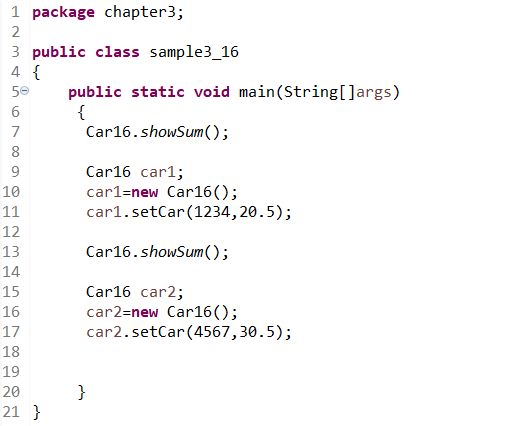 1 package chapter3;
2
3 public class sample3_16
4 {
5 public static void main(String[]args)
6 {
7 Car16.showSum();
8
9 Car16 car1;
10 car1=new Car16();
11 car1.setCar(1234,20.5);
12
13 Car16.showSum();
14
15 Car16 car2;
16 car2=new Car16();
17 car2.setCar(4567,30.5);
18
19
20 }
21 }